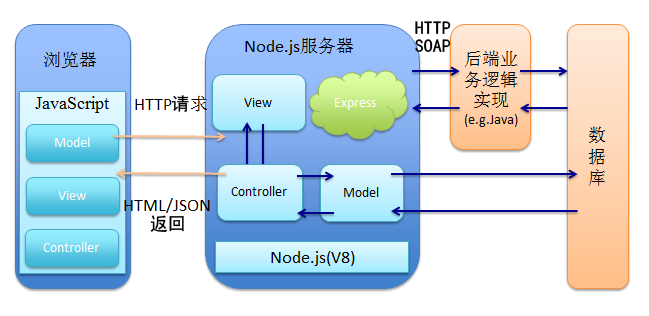 浏览器
JavaScript
Model
View
Controller
HTTP请求
HTML/JSON
返回
Node.js服务器
View
Express
Controller
Model
Node.js(V8)
HTTP
SOAP
后端业
务逻辑
实现
(e.g.Java)
数
据
库